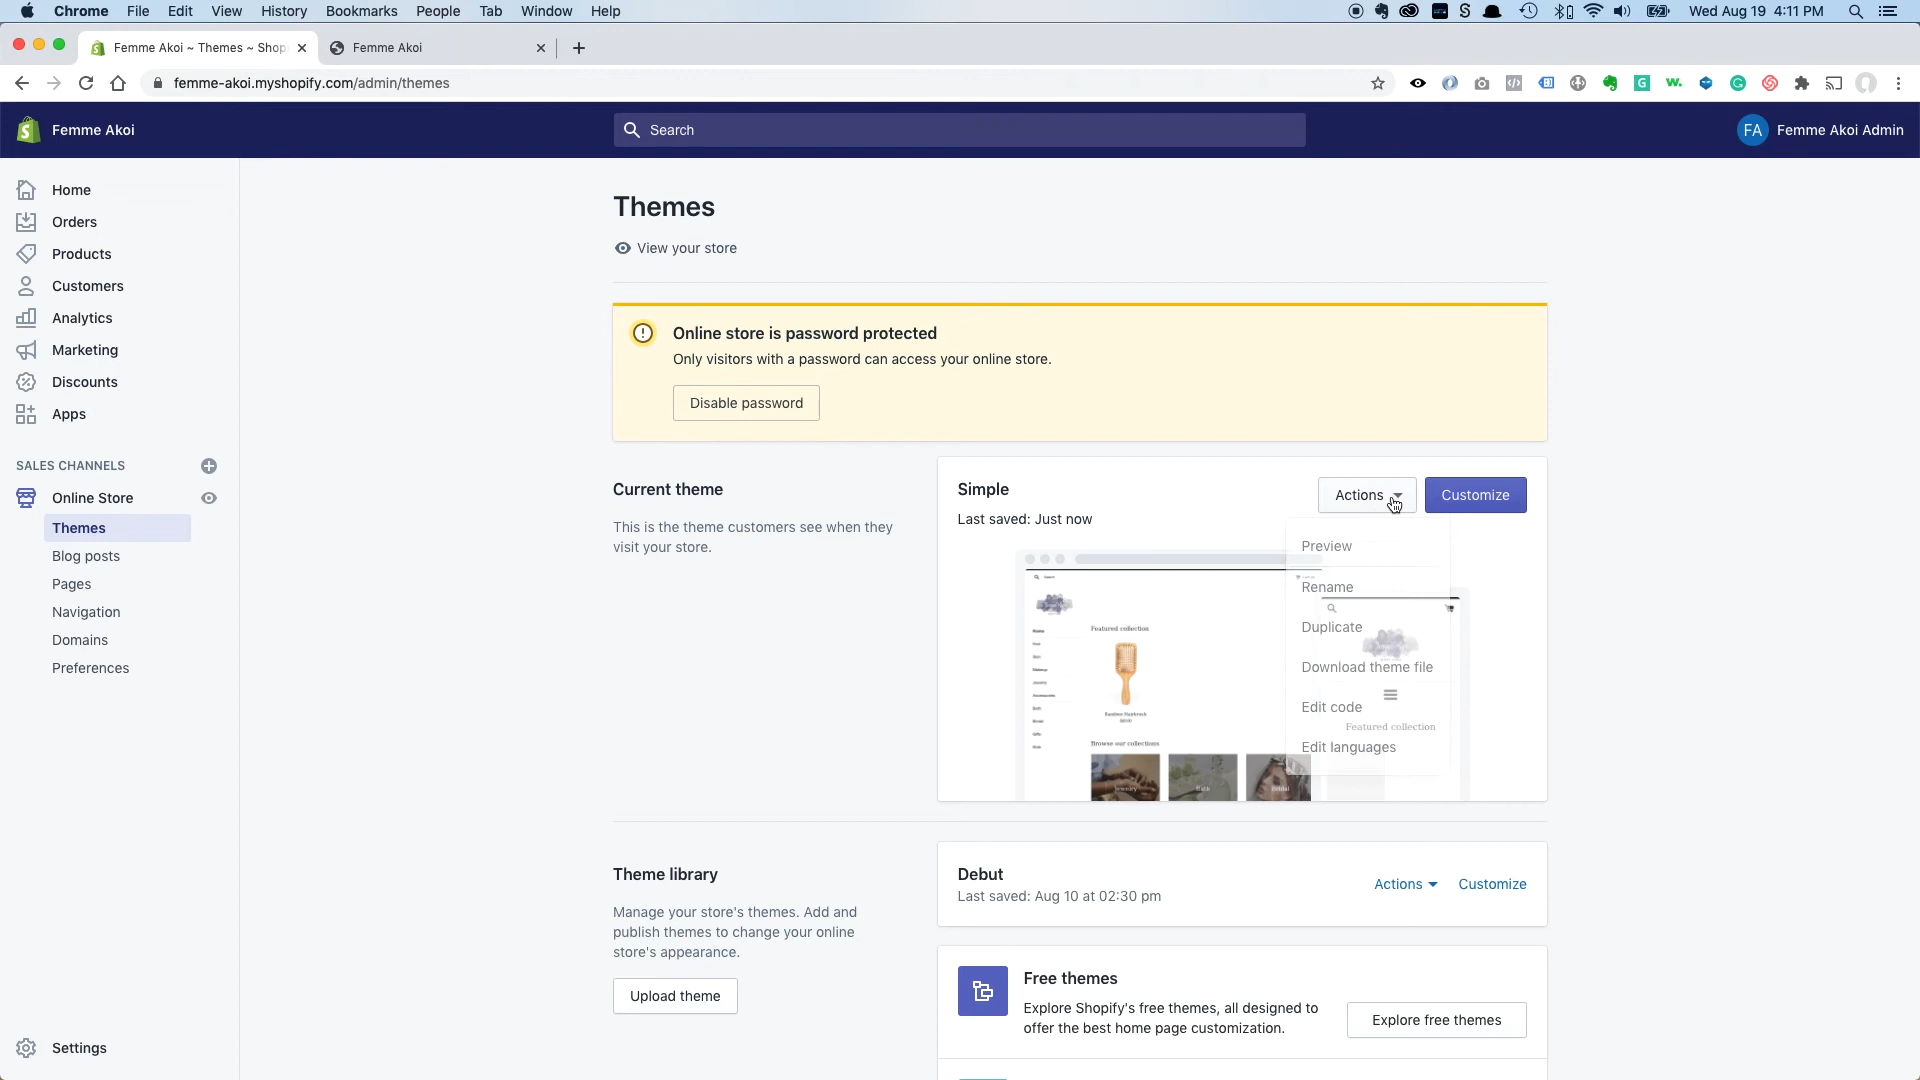 Chrome File Edit View History Bookmarks People Tab Window Help
Wed Aug 19 4:11 PM
Femme Akoi ~ Themes ~ Shop
Femme Akoi
femme-akoi.myshopify.com/admin/themes
Femme Akoi
Search
FA Femme Akoi Admin
Home
Orders
Products
Customers
Analytics
Marketing
Discounts
Apps
SALES CHANNELS
Online Store
Themes
Blog posts
Pages
Navigation
Domains
Preferences
Settings
Themes
View your store
Online store is password protected
Only visitors with a password can access your online store.
Disable password
Current theme
This is the theme customers see when they
visit your store.
Simple
Last saved: Just now
Actions
Customize
Preview
Rename
Duplicate
Download theme file
Edit code
Edit languages
Featured collection
Bamboo Hairbrush
Browse our collections
Jewelry
Bath
Bridal
Featured collection
Theme library
Manage your store's themes. Add and
publish themes to change your online
store's appearance.
Upload theme
Debut
Last saved: Aug 10 at 02:30 pm
Actions
Customize
Free themes
Explore Shopify's free themes, all designed to
offer the best home page customization.
Explore free themes